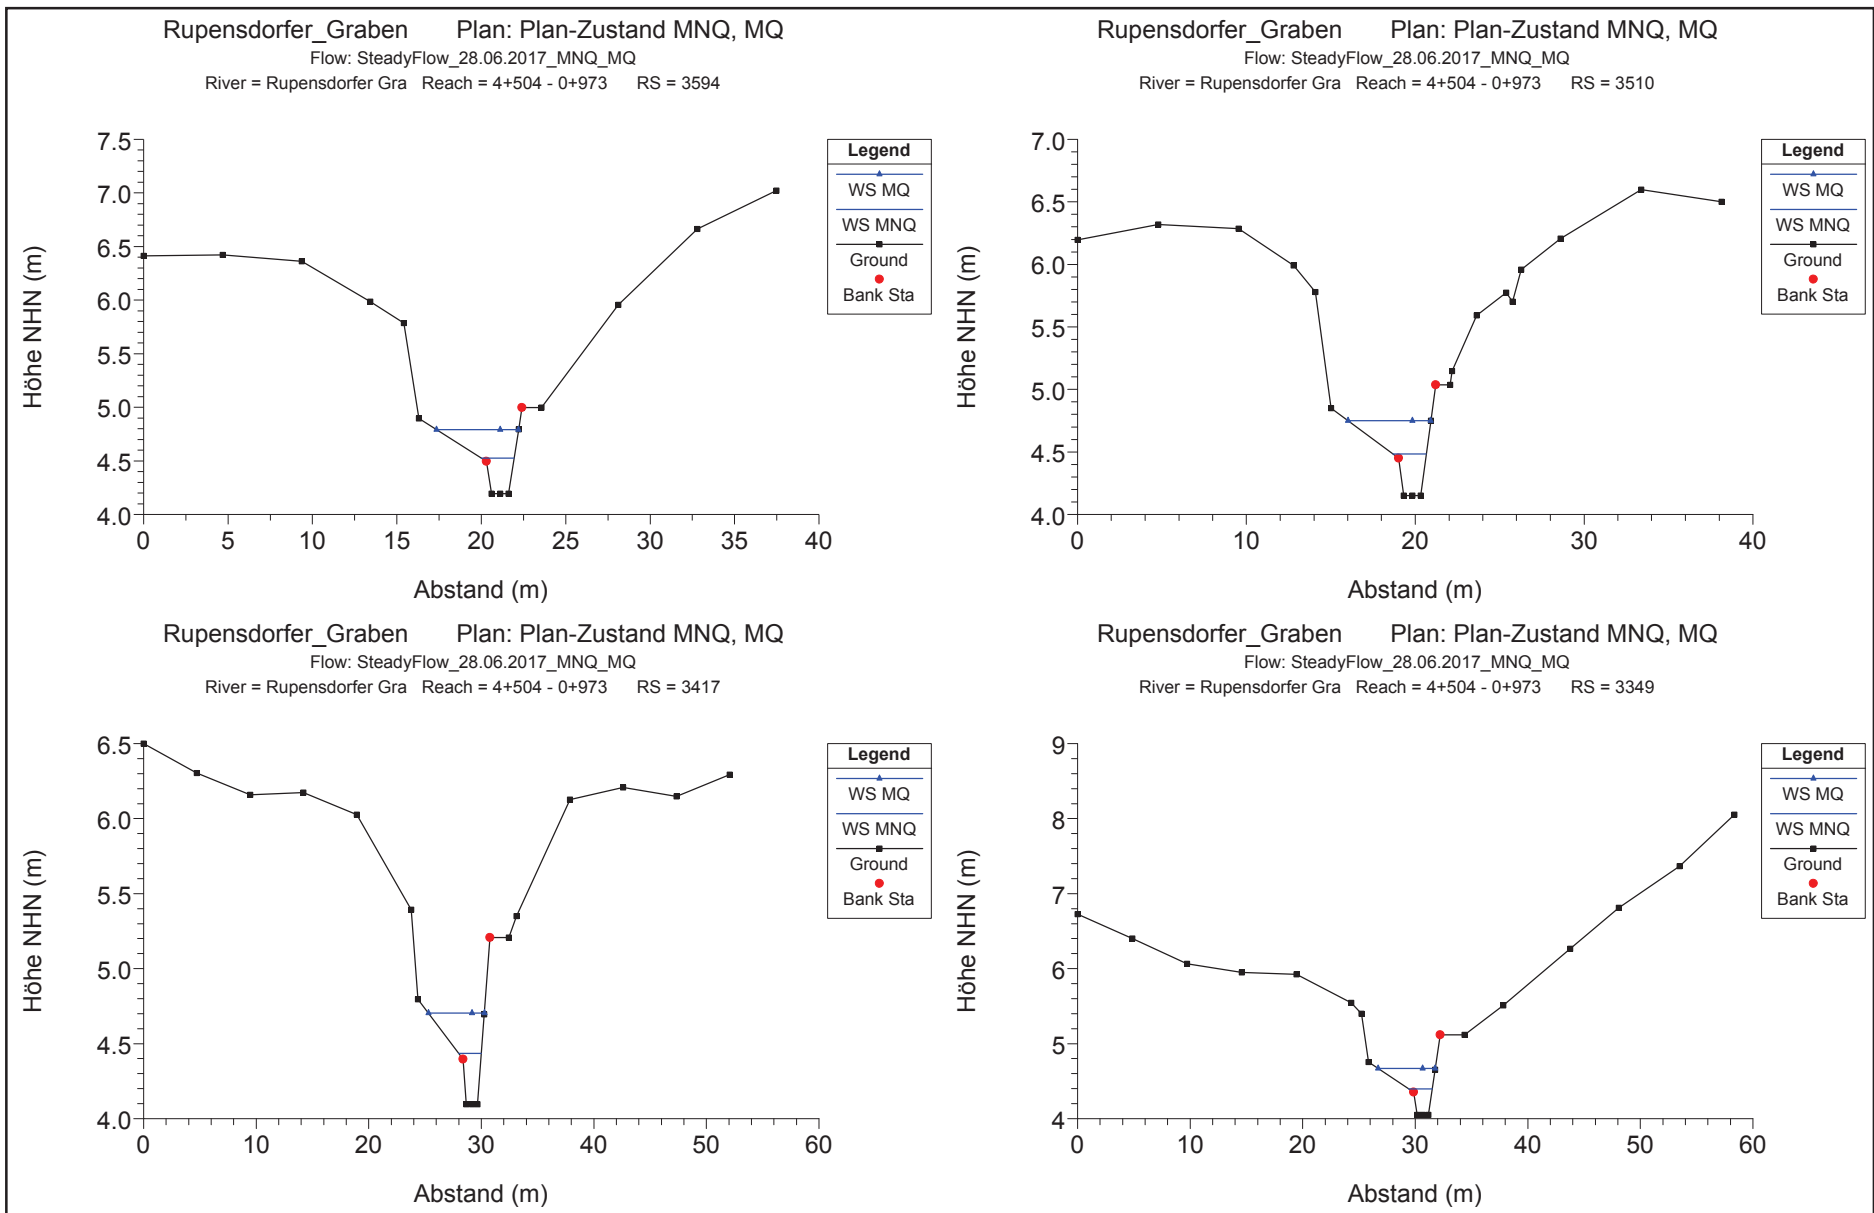 Rupensdorfer_Graben Plan: Plan-Zustand MNQ, MQ
Flow: SteadyFlow_28.06.2017_MNQ_MQ
River = Rupensdorfer Gra Reach = 4+504 - 0+973 RS = 3594
7.5
7.0
6.5
6.0
5.5
5.0
4.5
4.0
Höhe NHN (m)
0 5 10 15 20 25 30 35 40
Abstand (m)
Legend
WS MQ
WS MNQ
Ground
Bank Sta
Rupensdorfer_Graben Plan: Plan-Zustand MNQ, MQ
Flow: SteadyFlow_28.06.2017_MNQ_MQ
River = Rupensdorfer Gra Reach = 4+504 - 0+973 RS = 3510
7.0
6.5
6.0
5.5
5.0
4.5
4.0
Höhe NHN (m)
0 10 20 30 40
Abstand (m)
Legend
WS MQ
WS MNQ
Ground
Bank Sta
Rupensdorfer_Graben Plan: Plan-Zustand MNQ, MQ
Flow: SteadyFlow_28.06.2017_MNQ_MQ
River = Rupensdorfer Gra Reach = 4+504 - 0+973 RS = 3417
6.5
6.0
5.5
5.0
4.5
4.0
Höhe NHN (m)
0 10 20 30 40 50 60
Abstand (m)
Legend
WS MQ
WS MNQ
Ground
Bank Sta
Rupensdorfer_Graben Plan: Plan-Zustand MNQ, MQ
Flow: SteadyFlow_28.06.2017_MNQ_MQ
River = Rupensdorfer Gra Reach = 4+504 - 0+973 RS = 3349
9
8
7
6
5
4
Höhe NHN (m)
0 10 20 30 40 50 60
Abstand (m)
Legend
WS MQ
WS MNQ
Ground
Bank Sta